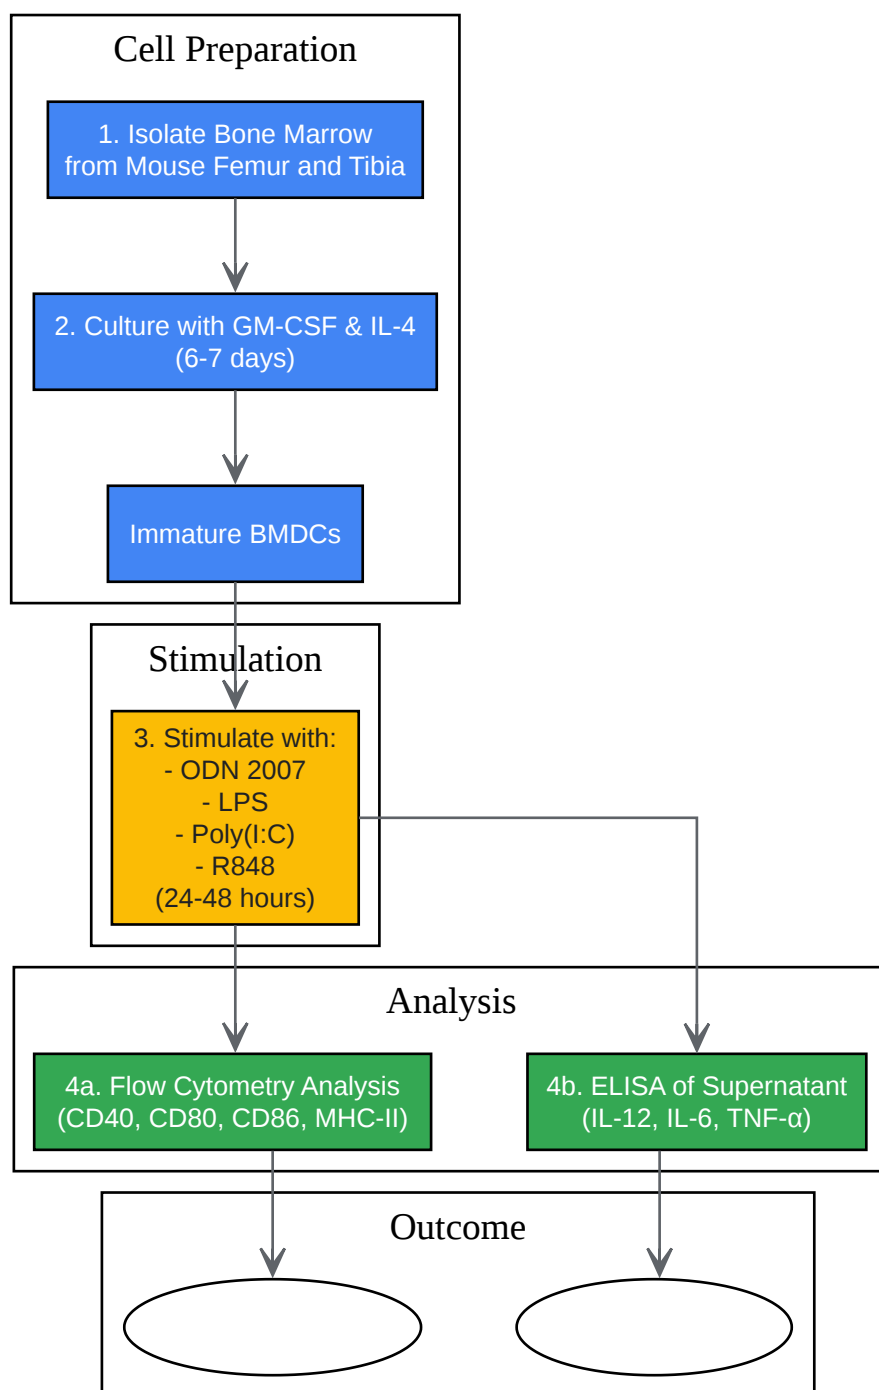 Cell Preparation
1. Isolate Bone Marrow
from Mouse Femur and Tibia
2. Culture with GM-CSF & IL-4
(6-7 days)
Immature BMDCs
Stimulation
3. Stimulate with:
- ODN 2007
- LPS
- Poly(I:C)
- R848
(24-48 hours)
Analysis
4a. Flow Cytometry Analysis
(CD40, CD80, CD86, MHC-II)
4b. ELISA of Supernatant
(IL-12, IL-6, TNF-α)
Outcome